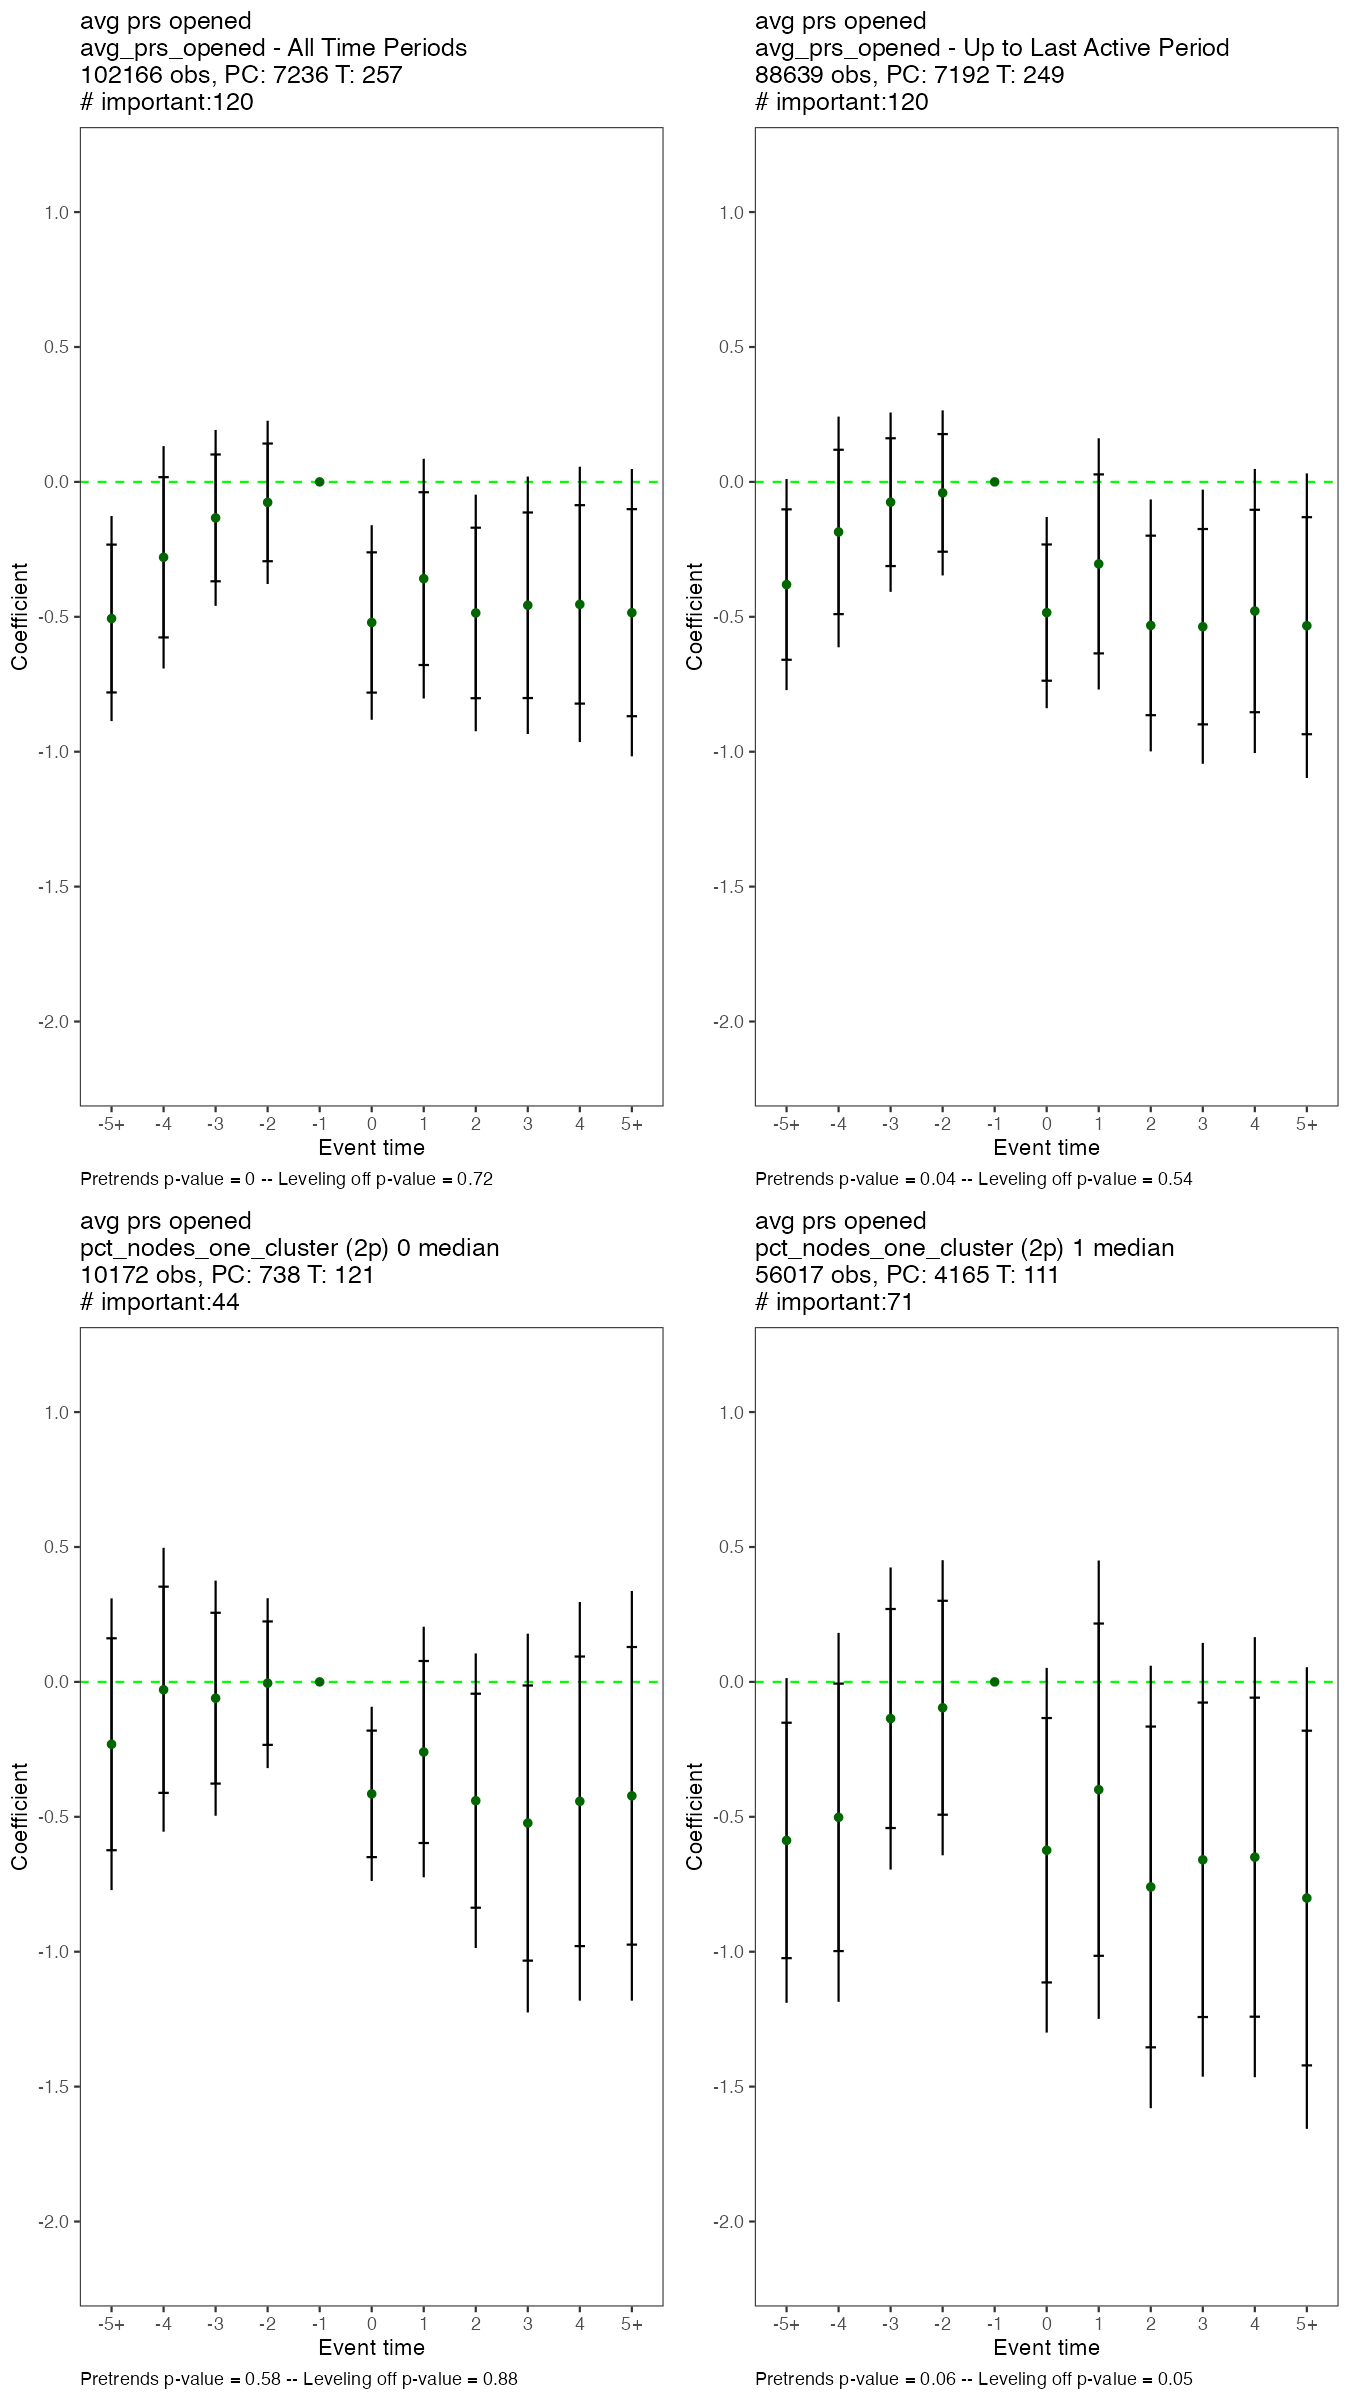 avg prs opened
avg_prs_opened - All Time Periods
102166 obs, PC: 7236 T: 257
# important:120
1.0
0.5
0.0
-0.5
-1.0
-1.5
-2.0
Coefficient
-5+ -4 -3 -2 -1 0 1 2 3 4 5+
Event time
Pretrends p-value = 0 -- Leveling off p-value = 0.72
avg prs opened
avg_prs_opened - Up to Last Active Period
88639 obs, PC: 7192 T: 249
# important:120
1.0
0.5
0.0
-0.5
-1.0
-1.5
-2.0
Coefficient
-5+ -4 -3 -2 -1 0 1 2 3 4 5+
Event time
Pretrends p-value = 0.04 -- Leveling off p-value = 0.54
avg prs opened
pct_nodes_one_cluster (2p) 0 median
10172 obs, PC: 738 T: 121
# important:44
1.0
0.5
0.0
-0.5
-1.0
-1.5
-2.0
Coefficient
-5+ -4 -3 -2 -1 0 1 2 3 4 5+
Event time
Pretrends p-value = 0.58 -- Leveling off p-value = 0.88
avg prs opened
pct_nodes_one_cluster (2p) 1 median
56017 obs, PC: 4165 T: 111
# important:71
1.0
0.5
0.0
-0.5
-1.0
-1.5
-2.0
Coefficient
-5+ -4 -3 -2 -1 0 1 2 3 4 5+
Event time
Pretrends p-value = 0.06 -- Leveling off p-value = 0.05